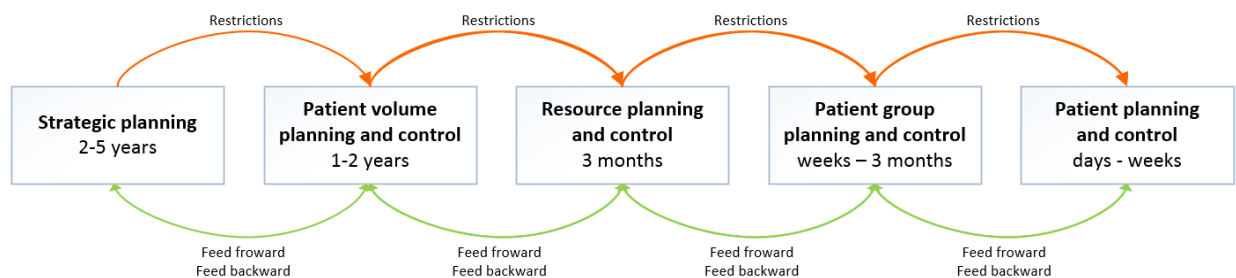 Restrictions
Restrictions
Restrictions
Restrictions
Strategic planning
2-5 years
Patient volume
planning and control
1-2 years
Resource planning
and control
3 months
Patient group
planning and control
weeks – 3 months
Patient planning
and control
days - weeks
Feed froward
Feed backward
Feed froward
Feed backward
Feed froward
Feed backward
Feed froward
Feed backward